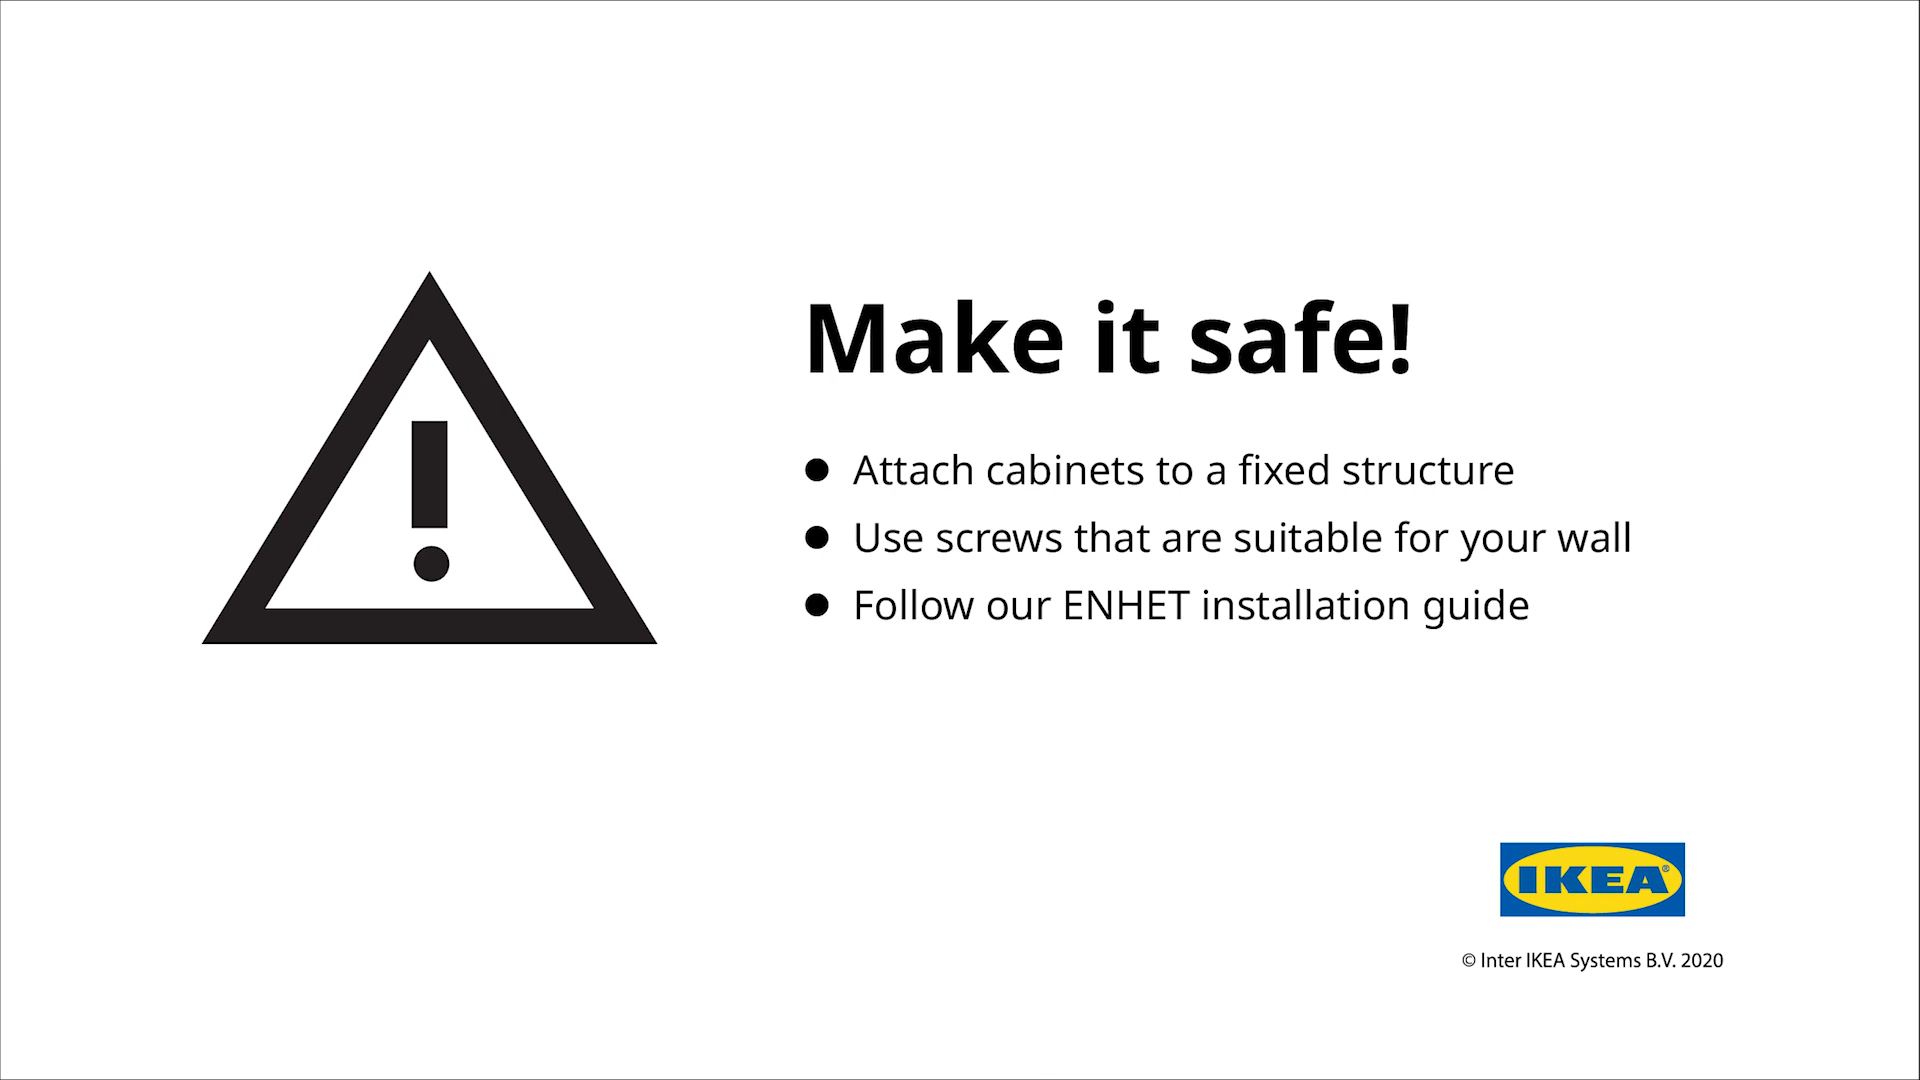 Make it safe!
Attach cabinets to a fixed structure
Use screws that are suitable for your wall
Follow our ENHET installation guide
IKEA®
© Inter IKEA Systems B.V. 2020